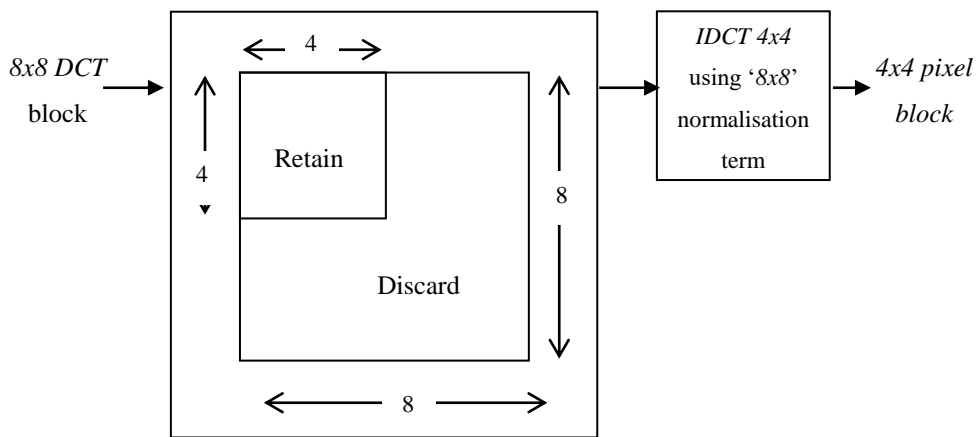 8x8 DCT
block
4
4
Retain
8
Discard
8
IDCT 4x4
using ‘8x8’
normalisation
term
4x4 pixel
block